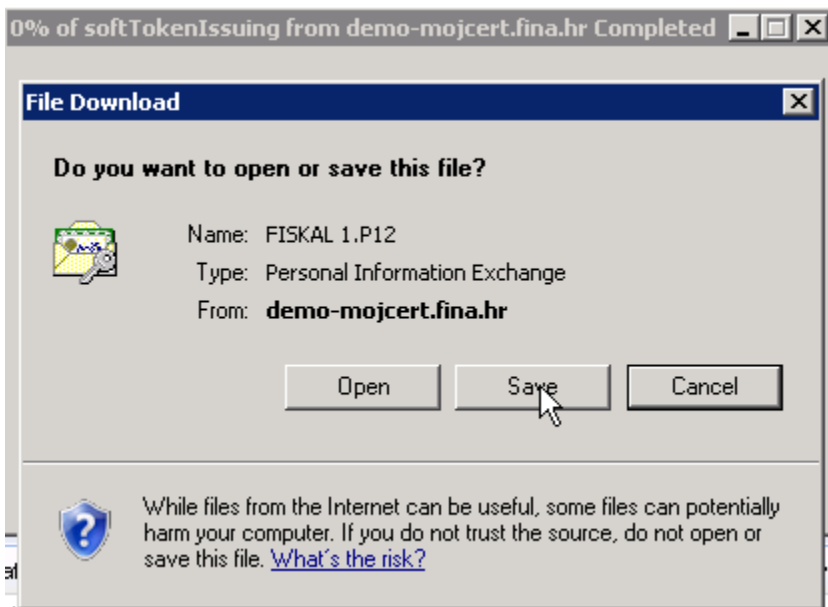 0% of softTokenIssuing from demo-mojcert.fina.hr Completed
File Download
Do you want to open or save this file?
Name: FISKAL 1.P12
Type: Personal Information Exchange
From: demo-mojcert.fina.hr
Open Save Cancel
While files from the Internet can be useful, some files can potentially
harm your computer. If you do not trust the source, do not open or
save this file. What's the risk?